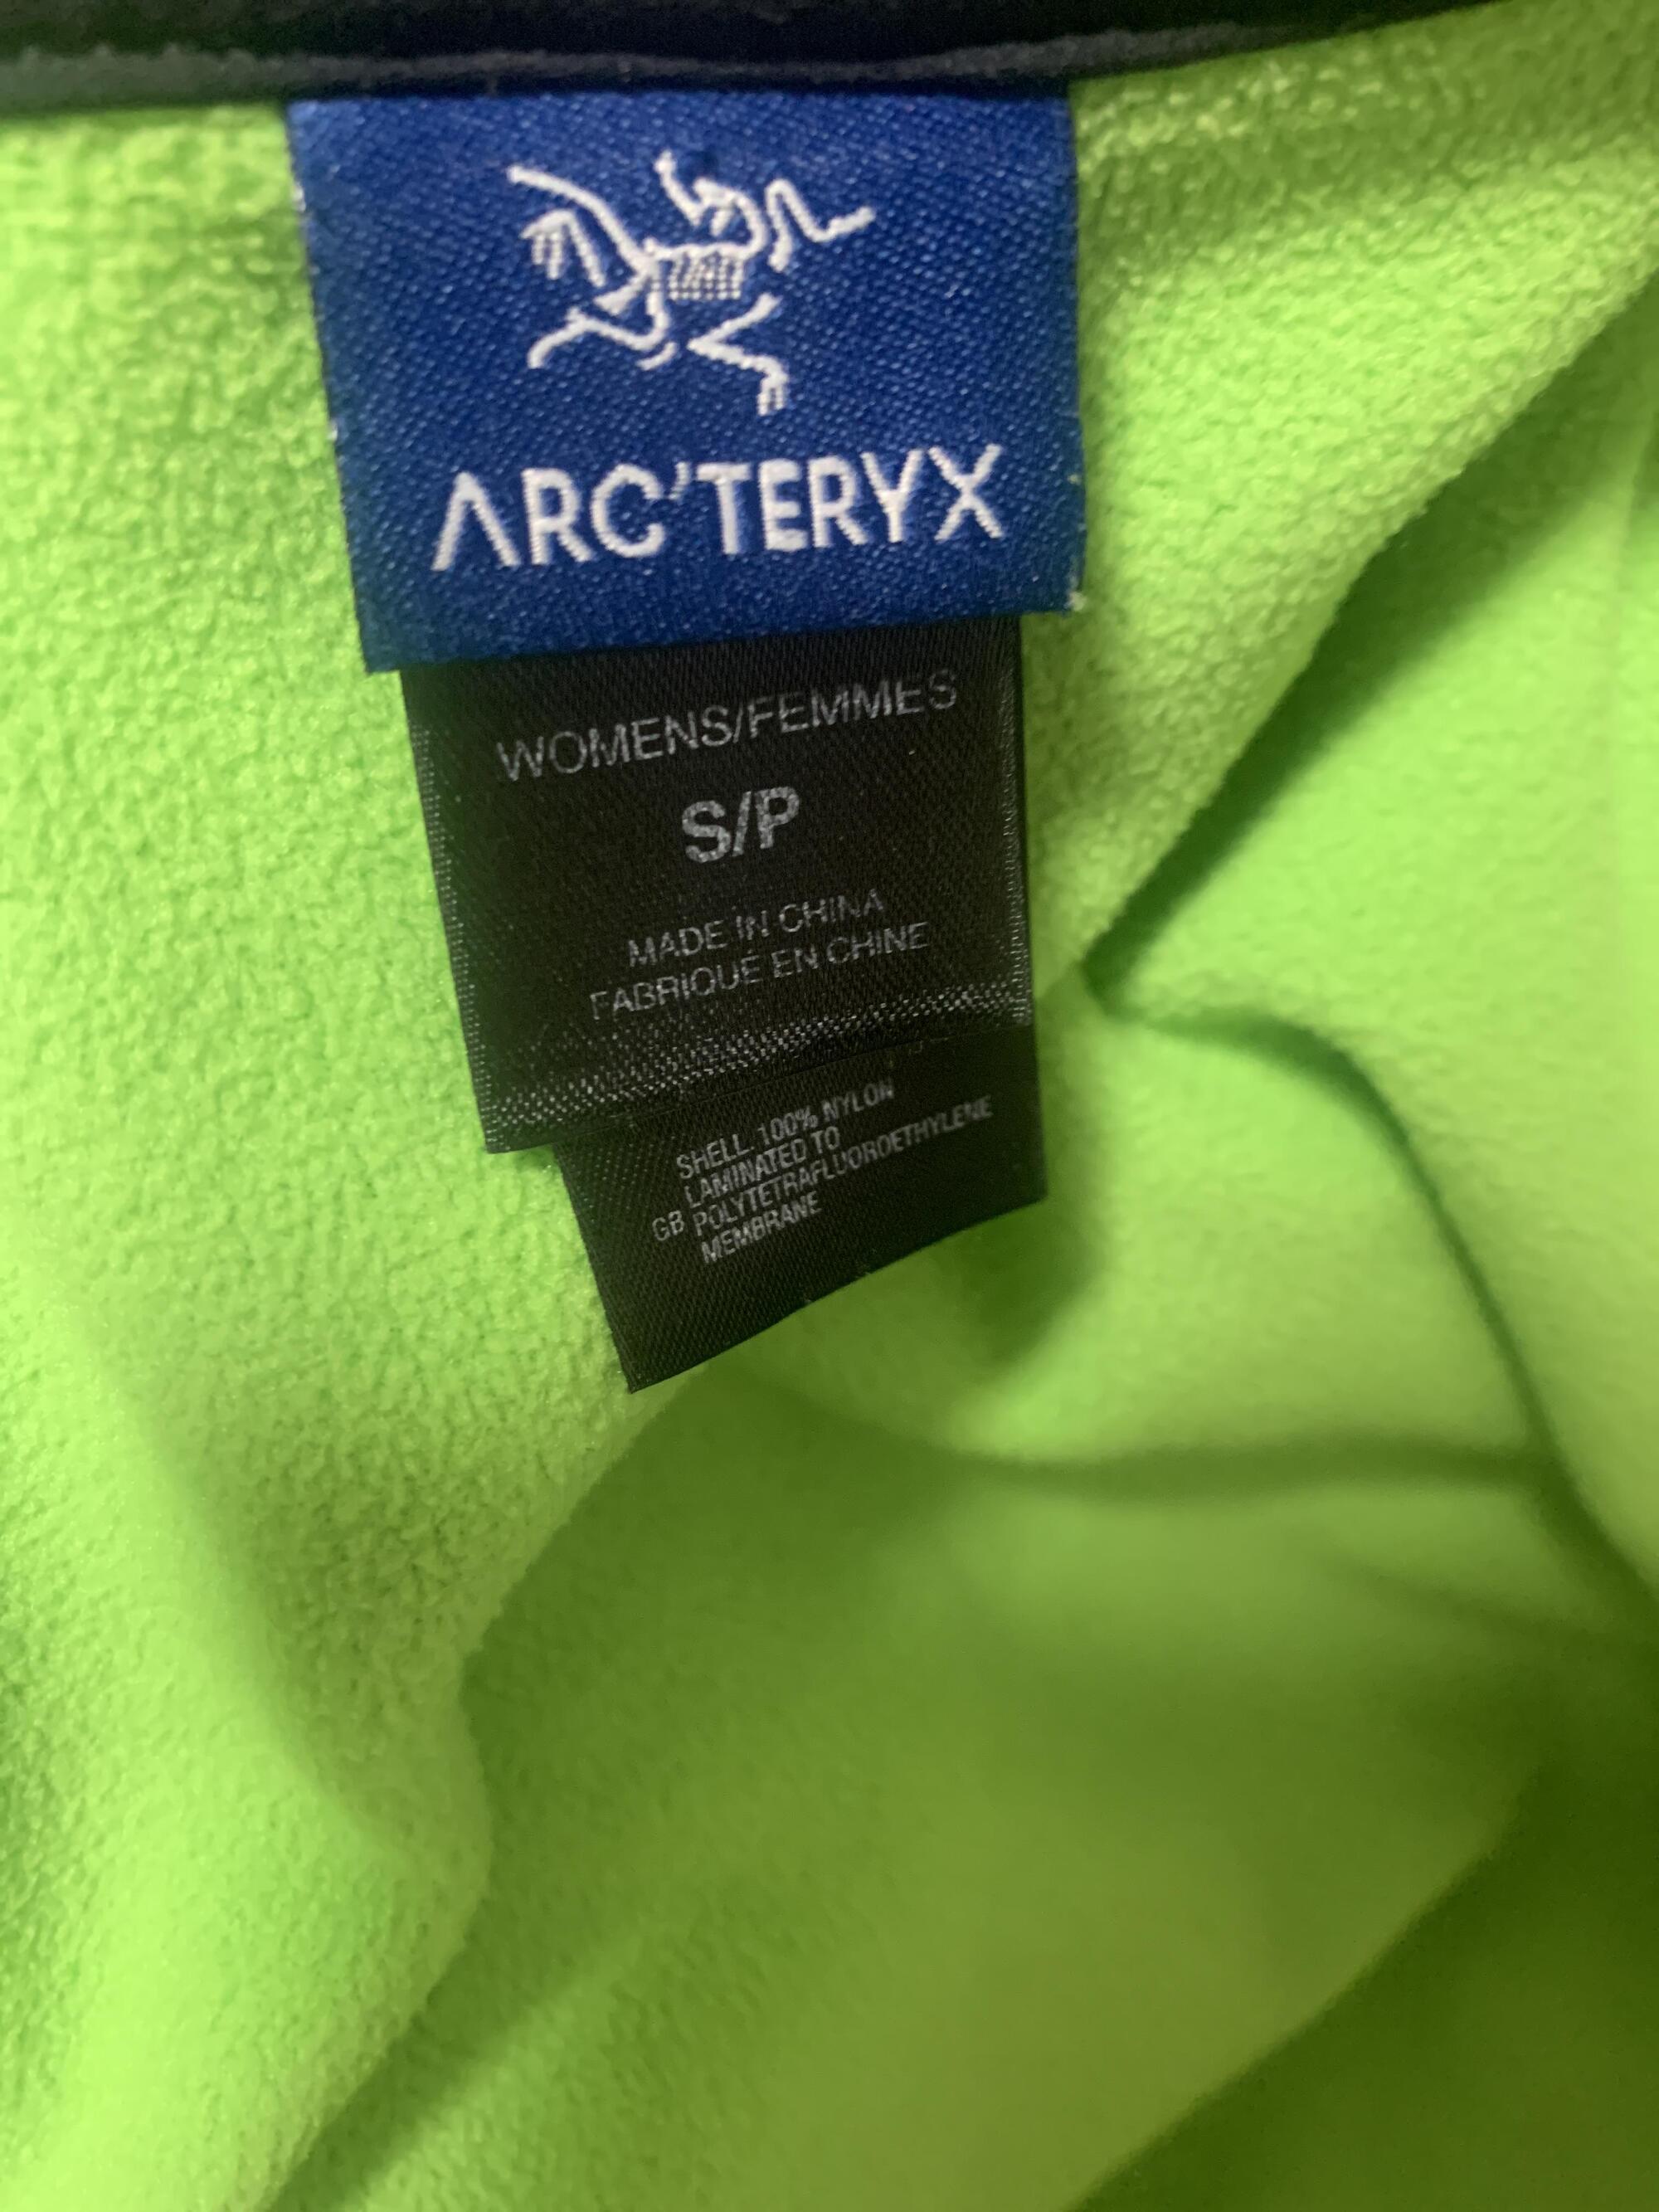 ARC'TERYX
WOMENS/FEMMES
S/P
MADE IN CHINA
FABRIQUE EN CHINE
SHELL. 100% NYLON
LAMINATED TO
GB POLYTETRAFLUOROETHYLENE
MEMBRANE